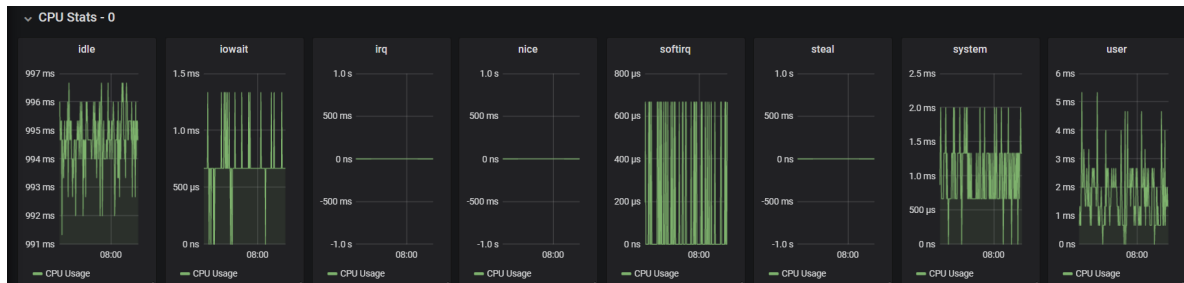 CPU Stats - 0
idle
997 ms
996 ms
995 ms
994 ms
993 ms
992 ms
991 ms
08:00
CPU Usage
iowait
1.5 ms
1.0 ms
500 µs
0 ns
08:00
CPU Usage
irq
1.0 s
500 ms
0 ns
-500 ms
-1.0 s
08:00
CPU Usage
nice
1.0 s
500 ms
0 ns
-500 ms
-1.0 s
08:00
CPU Usage
softirq
800 µs
600 µs
400 µs
200 µs
0 ns
08:00
CPU Usage
steal
1.0 s
500 ms
0 ns
-500 ms
-1.0 s
08:00
CPU Usage
system
2.5 ms
2.0 ms
1.5 ms
1.0 ms
500 µs
0 ns
08:00
CPU Usage
user
6 ms
5 ms
4 ms
3 ms
2 ms
1 ms
0 ns
08:00
CPU Usage